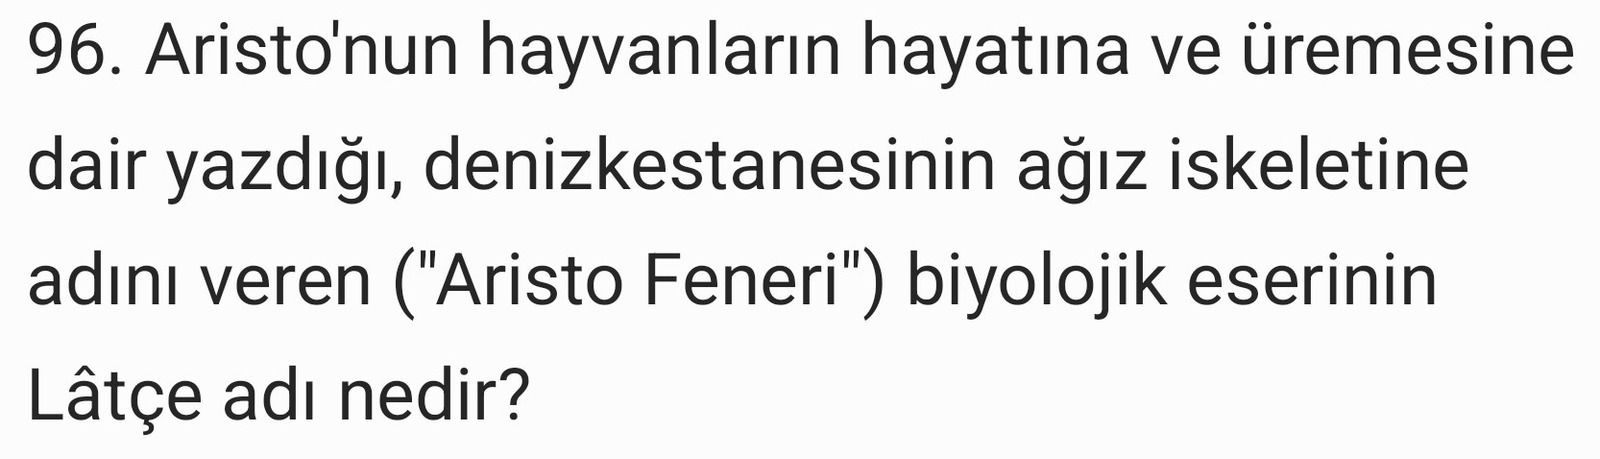 96. Aristo'nun hayvanların hayatına ve üremesine
dair yazdığı, denizkestanesinin ağız iskeletine
adını veren ("Aristo Feneri") biyolojik eserinin
Lâtçe adı nedir?